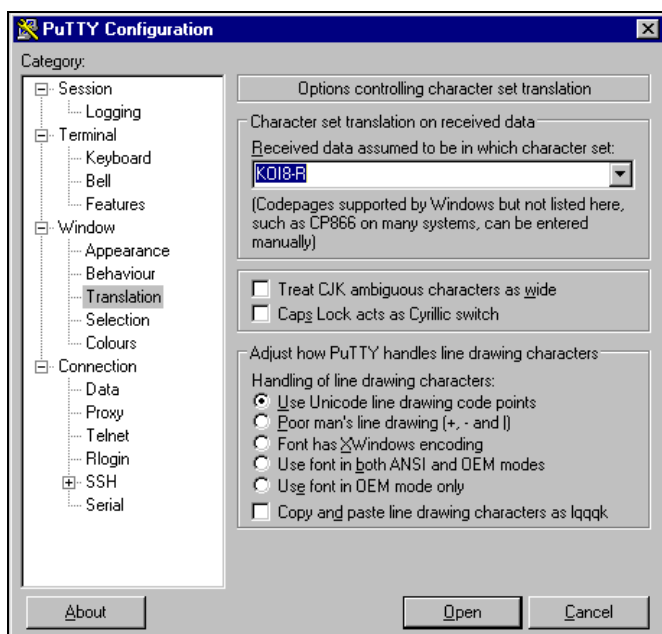 PuTTY Configuration
Category:
Session
Logging
Terminal
Keyboard
Bell
Features
Window
Appearance
Behaviour
Translation
Selection
Colours
Connection
Data
Proxy
Telnet
Rlogin
SSH
Serial
Options controlling character set translation
Character set translation on received data
Received data assumed to be in which character set:
KOI8-R
(Codepages supported by Windows but not listed here,
such as CP866 on many systems, can be entered
manually)
Treat CJK ambiguous characters as wide
Caps Lock acts as Cyrillic switch
Adjust how PuTTY handles line drawing characters
Handling of line drawing characters:
Use Unicode line drawing code points
Poor man's line drawing (+, - and |)
Font has XWindows encoding
Use font in both ANSI and OEM modes
Use font in OEM mode only
Copy and paste line drawing characters as lqqqk
About
Open
Cancel